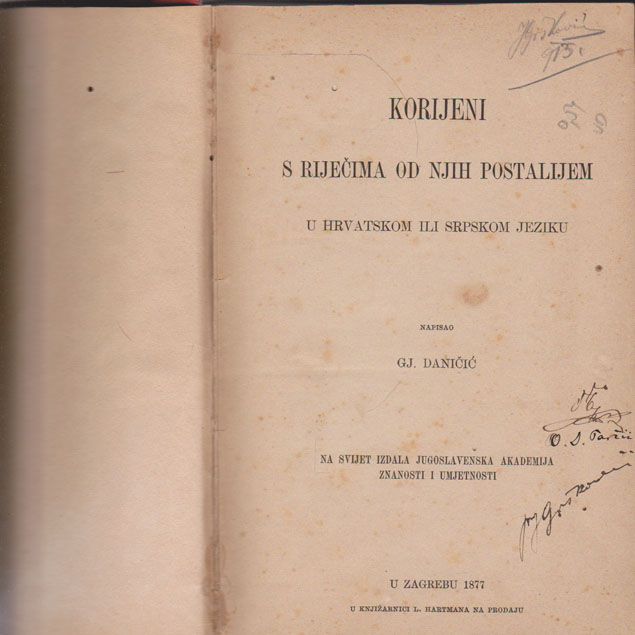 KORIJENI
S RIJEČIMA OD NJIH POSTALIJEM
U HRVATSKOM ILI SRPSKOM JEZIKU
NAPISAO
GJ. DANIČIĆ
O. S.
NA SVIJET IZDALA JUGOSLAVENSKA AKADEMIJA
ZNANOSTI I UMJETNOSTI
U ZAGREBU 1877
U KNJIŽARNICI L. HARTMANA NA PRODAJU